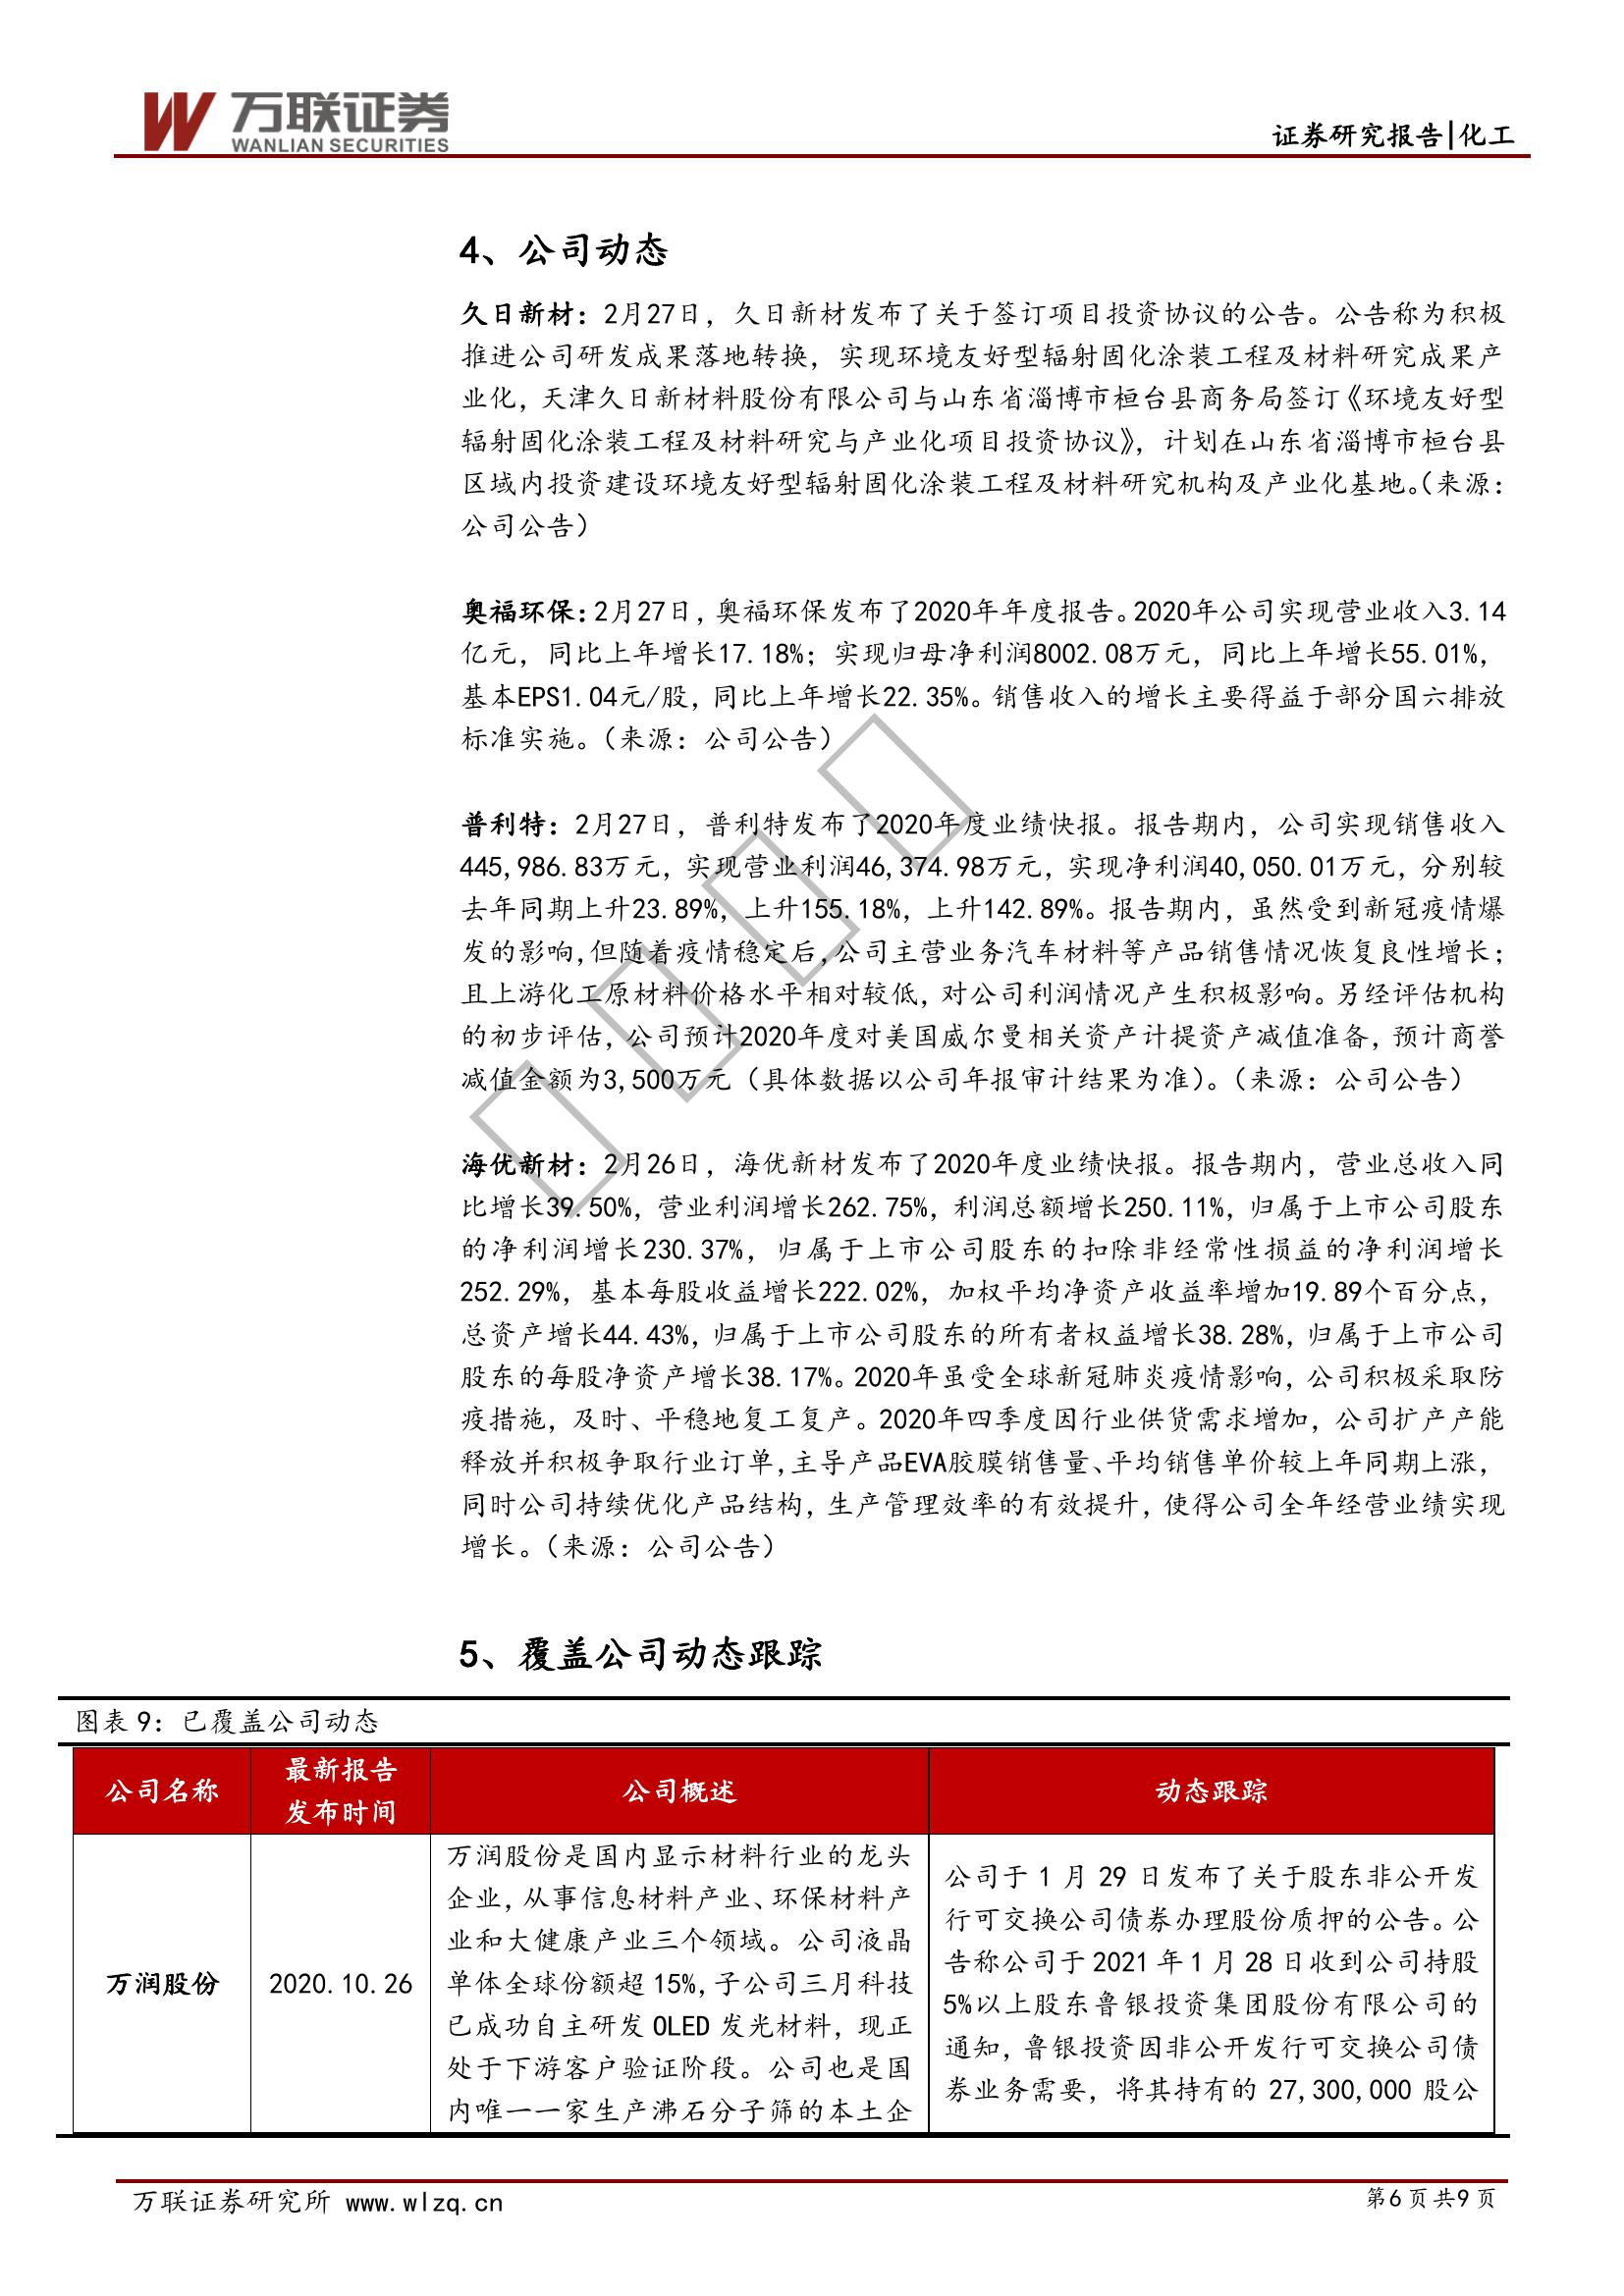 万联证券
WANLIAN SECURITIES
证券研究报告|化工
4、公司动态
久日新材：2月27日，久日新材发布了关于签订项目投资协议的公告。公告称为积极
推进公司研发成果落地转换，实现环境友好型辐射固化涂装工程及材料研究成果产
业化，天津久日新材料股份有限公司与山东省淄博市桓台县商务局签订《环境友好型
辐射固化涂装工程及材料研究与产业化项目投资协议》，计划在山东省淄博市桓台县
区域内投资建设环境友好型辐射固化涂装工程及材料研究机构及产业化基地。（来源：
公司公告）
奥福环保：2月27日，奥福环保发布了2020年年度报告。2020年公司实现营业收入3.14
亿元，同比上年增长17.18%；实现归母净利润8002.08万元，同比上年增长55.01%，
基本EPS1.04元/股，同比上年增长22.35%。销售收入的增长主要得益于部分国六排放
标准实施。（来源：公司公告）
普利特：2月27日，普利特发布了2020年度业绩快报。报告期内，公司实现销售收入
445,986.83万元，实现营业利润46,374.98万元，实现净利润40,050.01万元，分别较
去年同期上升23.89%，上升155.18%，上升142.89%。报告期内，虽然受到新冠疫情爆
发的影响，但随着疫情稳定后，公司主营业务汽车材料等产品销售情况恢复良性增长；
且上游化工原材料价格水平相对较低，对公司利润情况产生积极影响。另经评估机构
的初步评估，公司预计2020年度对美国威尔曼相关资产计提资产减值准备，预计商誉
减值金额为3,500万元（具体数据以公司年报审计结果为准）。（来源：公司公告）
海优新材：2月26日，海优新材发布了2020年度业绩快报。报告期内，营业总收入同
比增长39.50%，营业利润增长262.75%，利润总额增长250.11%，归属于上市公司股东
的净利润增长230.37%，归属于上市公司股东的扣除非经常性损益的净利润增长
252.29%，基本每股收益增长222.02%，加权平均净资产收益率增加19.89个百分点，
总资产增长44.43%，归属于上市公司股东的所有者权益增长38.28%，归属于上市公司
股东的每股净资产增长38.17%。2020年虽受全球新冠肺炎疫情影响，公司积极采取防
疫措施，及时、平稳地复工复产。2020年四季度因行业供货需求增加，公司扩产产能
释放并积极争取行业订单，主导产品EVA胶膜销售量、平均销售单价较上年同期上涨，
同时公司持续优化产品结构，生产管理效率的有效提升，使得公司全年经营业绩实现
增长。（来源：公司公告）
5、覆盖公司动态跟踪
图表 9：已覆盖公司动态
公司名称
最新报告
发布时间
公司概述
动态跟踪
万润股份
2020.10.26
万润股份是国内显示材料行业的龙头
企业，从事信息材料产业、环保材料产
业和大健康产业三个领域。公司液晶
单体全球份额超 15%，子公司三月科技
已成功自主研发 OLED 发光材料，现正
处于下游客户验证阶段。公司也是国
内唯一一家生产沸石分子筛的本土企
公司于 1 月 29 日发布了关于股东非公开发
行可交换公司债券办理股份质押的公告。公
告称公司于 2021 年 1 月 28 日收到公司持股
5%以上股东鲁银投资集团股份有限公司的
通知，鲁银投资因非公开发行可交换公司债
券业务需要，将其持有的 27,300,000 股公
万联证券研究所 www.wlzq.cn
第 6 页 共 9 页